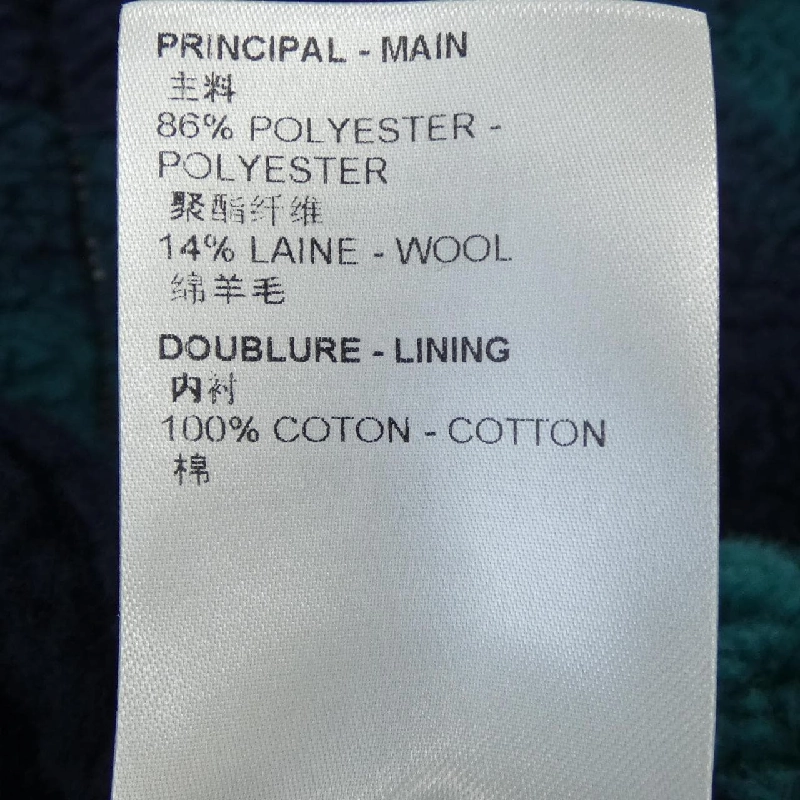 PRINCIPAL - MAIN
主料
86% POLYESTER -
POLYESTER
聚酯纤维
14% LAINE - WOOL
绵羊毛
DOUBLURE - LINING
内衬
100% COTON - COTTON
棉